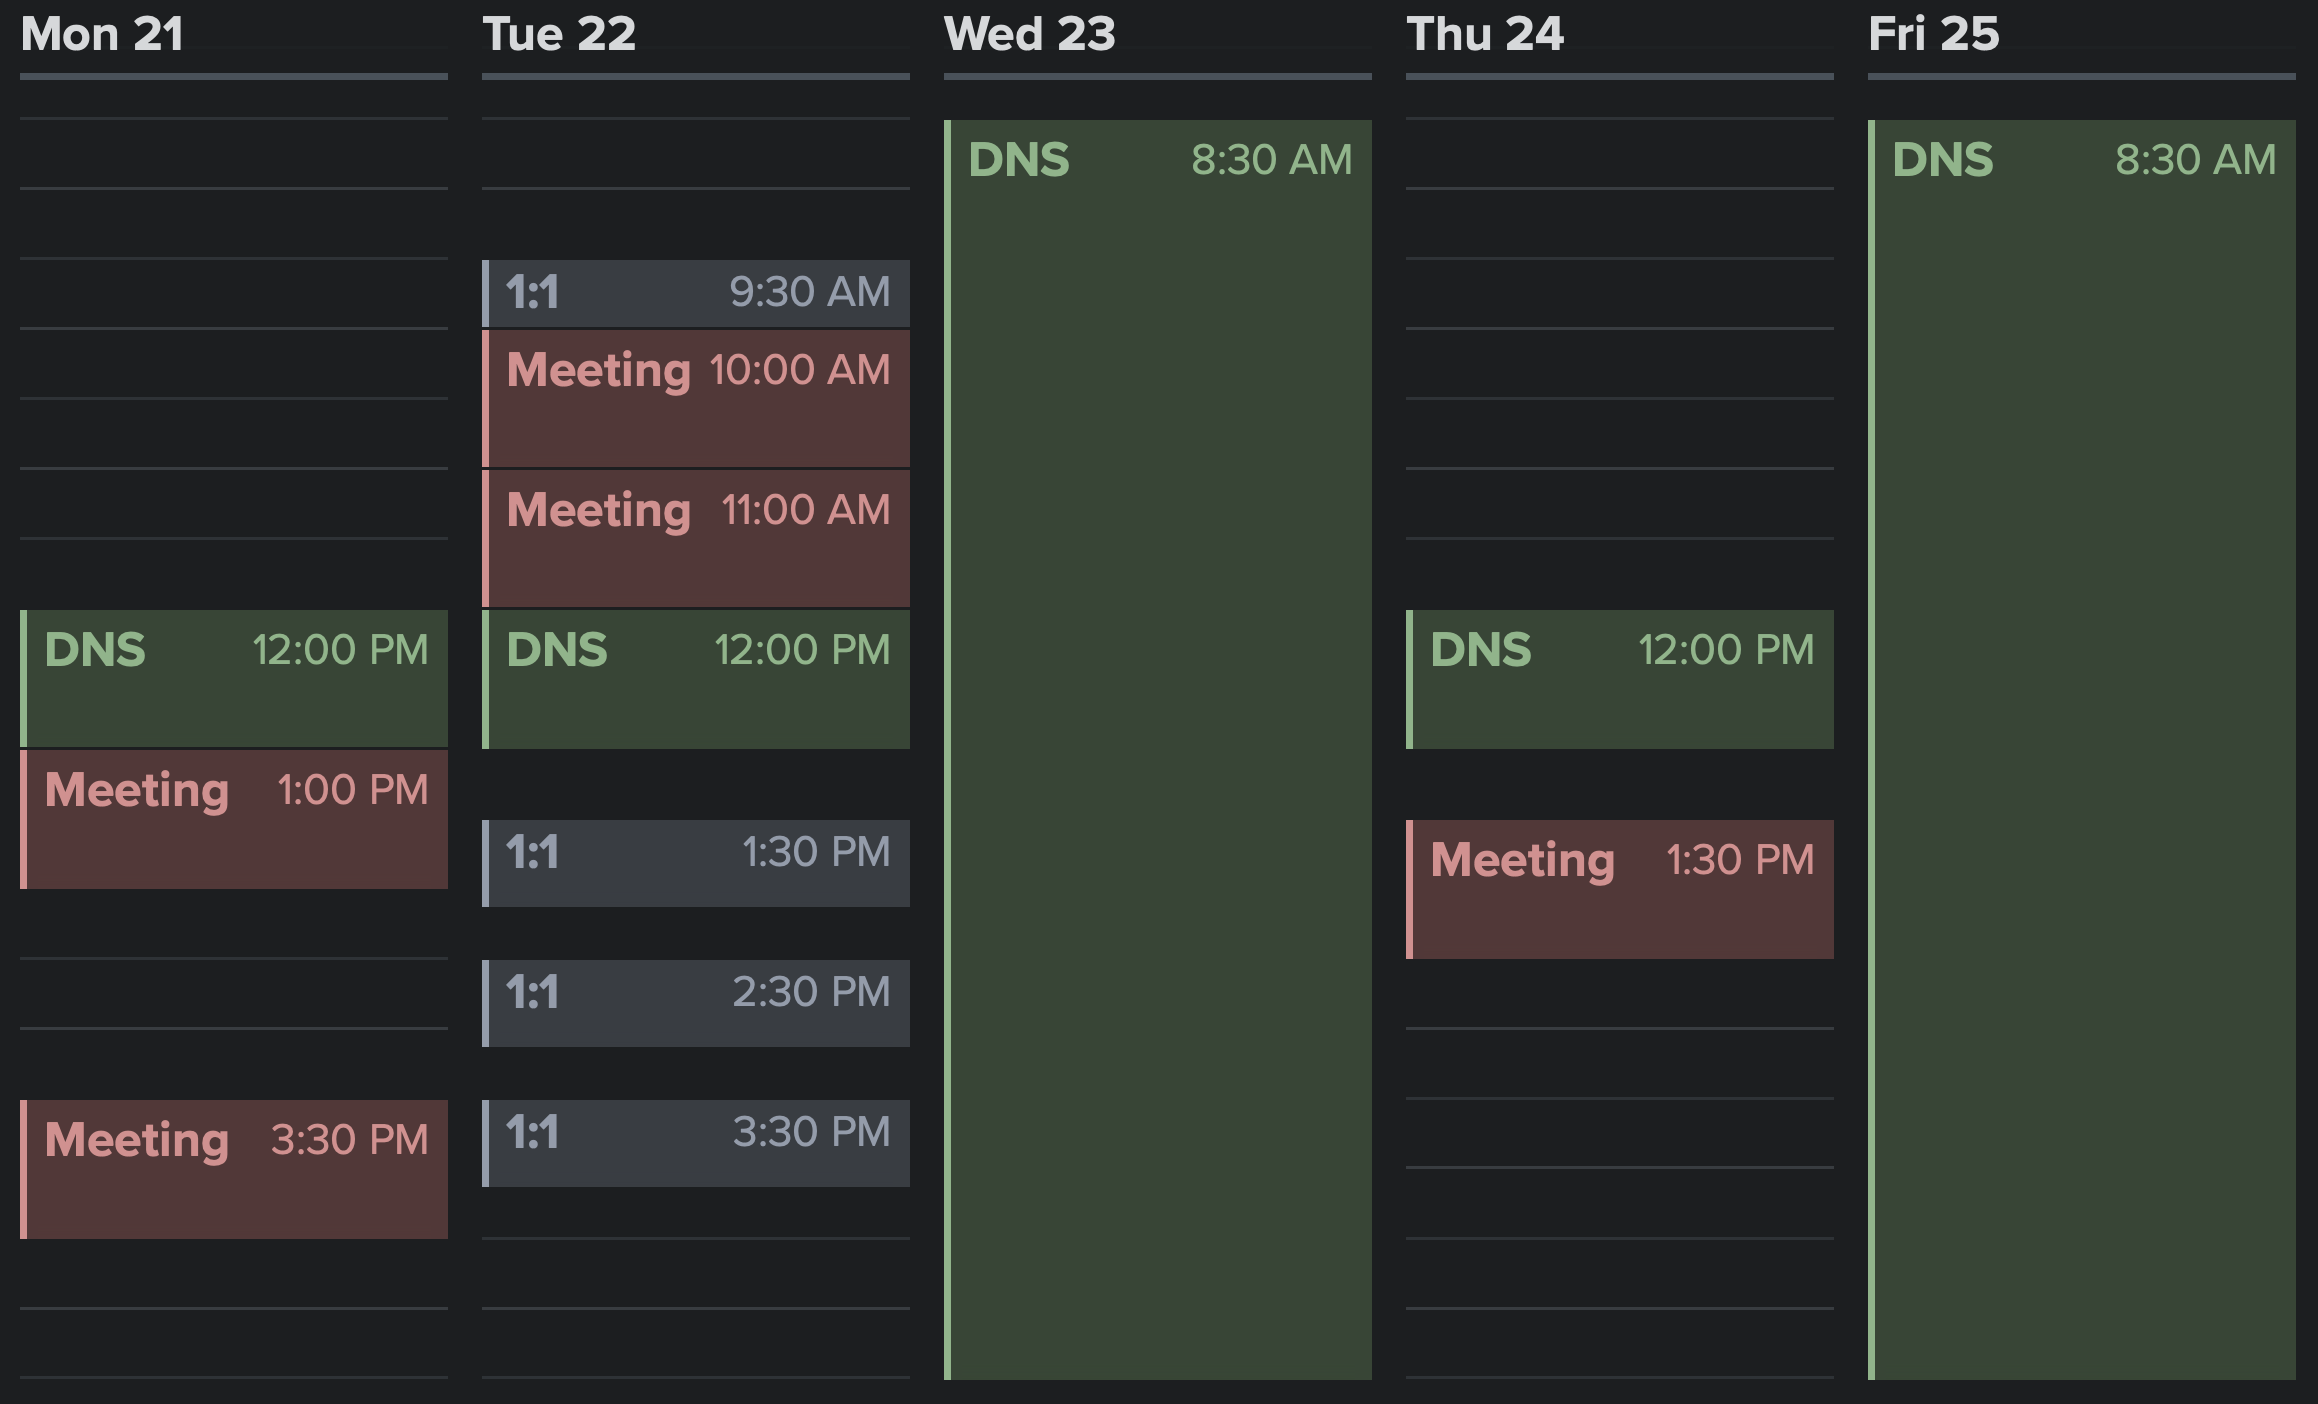 Mon 21
DNS 12:00 PM
Meeting 1:00 PM
Meeting 3:30 PM
Tue 22
1:1 9:30 AM
Meeting 10:00 AM
Meeting 11:00 AM
DNS 12:00 PM
1:1 1:30 PM
1:1 2:30 PM
1:1 3:30 PM
Wed 23
DNS 8:30 AM
Thu 24
DNS 12:00 PM
Meeting 1:30 PM
Fri 25
DNS 8:30 AM